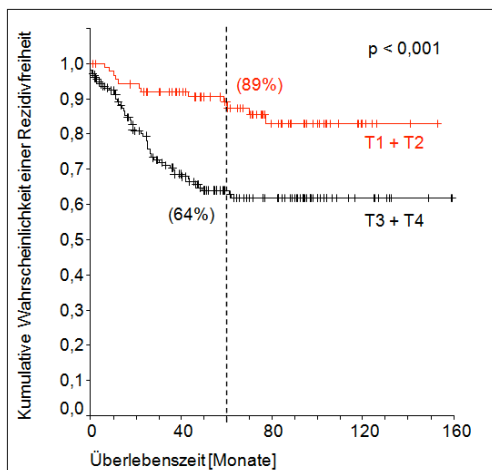 Kumulative Wahrscheinlichkeit einer Rezidivfreiheit
p < 0,001
1,0
0,9
0,8
0,7
0,6
0,5
0,4
0,3
0,2
0,1
0,0
(89%)
T1 + T2
(64%)
T3 + T4
0 40 80 120 160
Überlebenszeit [Monate]